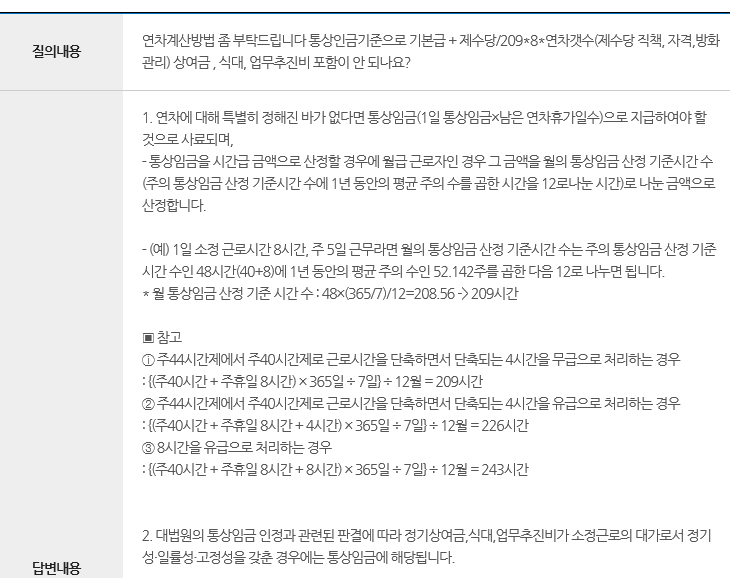 질의내용
연차계산방법 좀 부탁드립니다 통상인금기준으로 기본급 + 제수당/209*8*연차갯수(제수당 직책, 자격,방화
관리) 상여금 , 식대, 업무추진비 포함이 안 되나요?
1. 연차에 대해 특별히 정해진 바가 없다면 통상임금(1일 통상임금×남은 연차휴가일수)으로 지급하여야 할
것으로 사료되며,
- 통상임금을 시간급 금액으로 산정할 경우에 월급 근로자인 경우 그 금액을 월의 통상임금 산정 기준시간 수
(주의 통상임금 산정 기준시간 수에 1년 동안의 평균 주의 수를 곱한 시간을 12로나눈 시간)로 나눈 금액으로
산정합니다.
- (예) 1일 소정 근로시간 8시간, 주 5일 근무라면 월의 통상임금 산정 기준시간 수는 주의 통상임금 산정 기준
시간 수인 48시간(40+8)에 1년 동안의 평균 주의 수인 52.142주를 곱한 다음 12로 나누면 됩니다.
* 월 통상임금 산정 기준 시간 수 : 48×(365/7)/12=208.56 -> 209시간
▣ 참고
① 주44시간제에서 주40시간제로 근로시간을 단축하면서 단축되는 4시간을 무급으로 처리하는 경우
: {(주40시간 + 주휴일 8시간) × 365일 ÷ 7일} ÷ 12월 = 209시간
② 주44시간제에서 주40시간제로 근로시간을 단축하면서 단축되는 4시간을 유급으로 처리하는 경우
: {(주40시간 + 주휴일 8시간 + 4시간) × 365일 ÷ 7일} ÷ 12월 = 226시간
③ 8시간을 유급으로 처리하는 경우
: {(주40시간 + 주휴일 8시간 + 8시간) × 365일 ÷ 7일} ÷ 12월 = 243시간
2. 대법원의 통상임금 인정과 관련된 판결에 따라 정기상여금,식대,업무추진비가 소정근로의 대가로서 정기
성·일률성·고정성을 갖춘 경우에는 통상임금에 해당됩니다.
답변내용